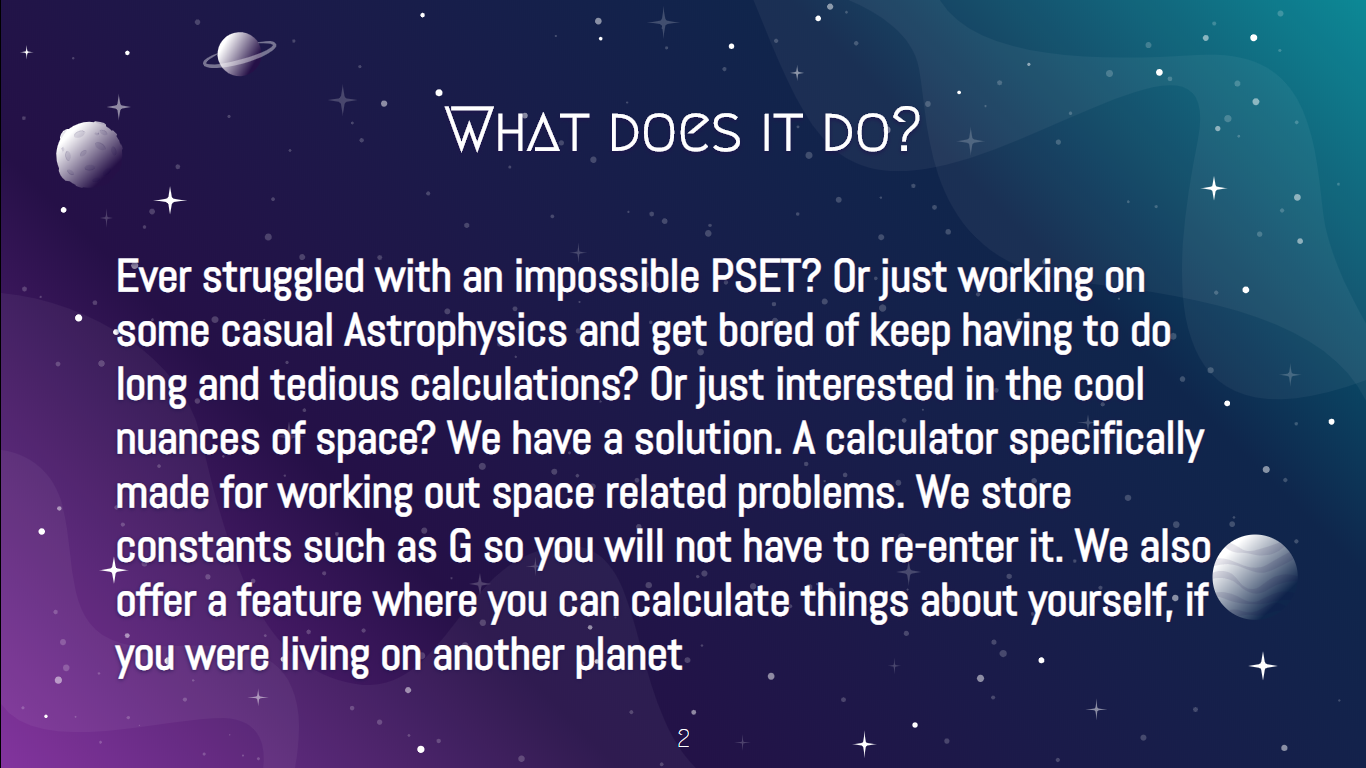 What does it do?
Ever struggled with an impossible PSET? Or just working on
some casual Astrophysics and get bored of keep having to do
long and tedious calculations? Or just interested in the cool
nuances of space? We have a solution. A calculator specifically
made for working out space related problems. We store
constants such as G so you will not have to re-enter it. We also
offer a feature where you can calculate things about yourself, if
you were living on another planet
2